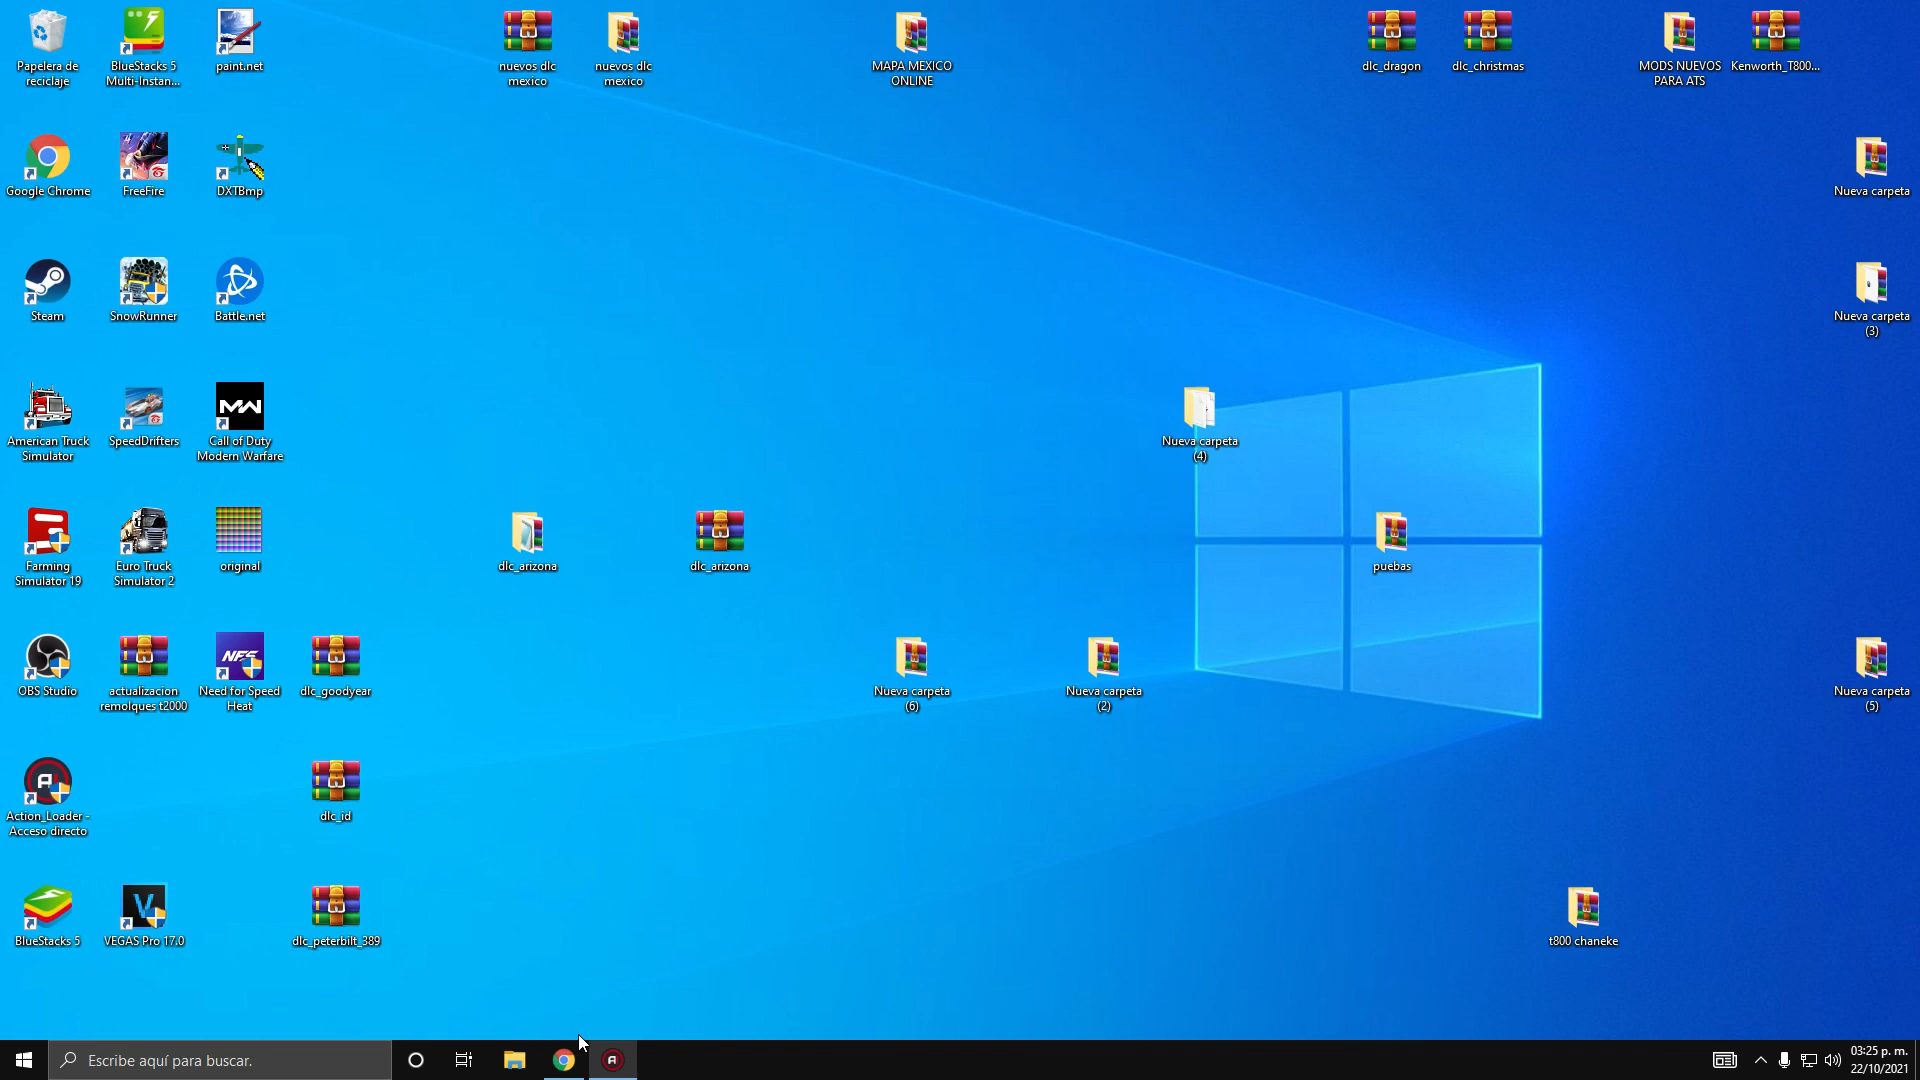 Papelera de
reciclaje
BlueStacks 5
Multi-Instan...
paint.net
nuevos dlc
mexico
nuevos dlc
mexico
MAPA MEXICO
ONLINE
dlc_dragon
dlc_christmas
MODS NUEVOS
PARA ATS
Kenworth_T800...
Google Chrome
FreeFire
DXTBmp
Nueva carpeta
Steam
SnowRunner
Battle.net
Nueva carpeta
(3)
American Truck
Simulator
SpeedDrifters
MW
Call of Duty
Modern Warfare
Nueva carpeta
(4)
Farming
Simulator 19
Euro Truck
Simulator 2
original
dlc_arizona
dlc_arizona
puebas
OBS Studio
actualizacion
remolques t2000
NFS
Need for Speed
Heat
dlc_goodyear
Nueva carpeta
(6)
Nueva carpeta
(2)
Nueva carpeta
(5)
Action_Loader -
Acceso directo
dlc_id
BlueStacks 5
V
VEGAS Pro 17.0
dlc_peterbilt_389
t800 chaneke
Escribe aquí para buscar.
03:25 p. m.
22/10/2021